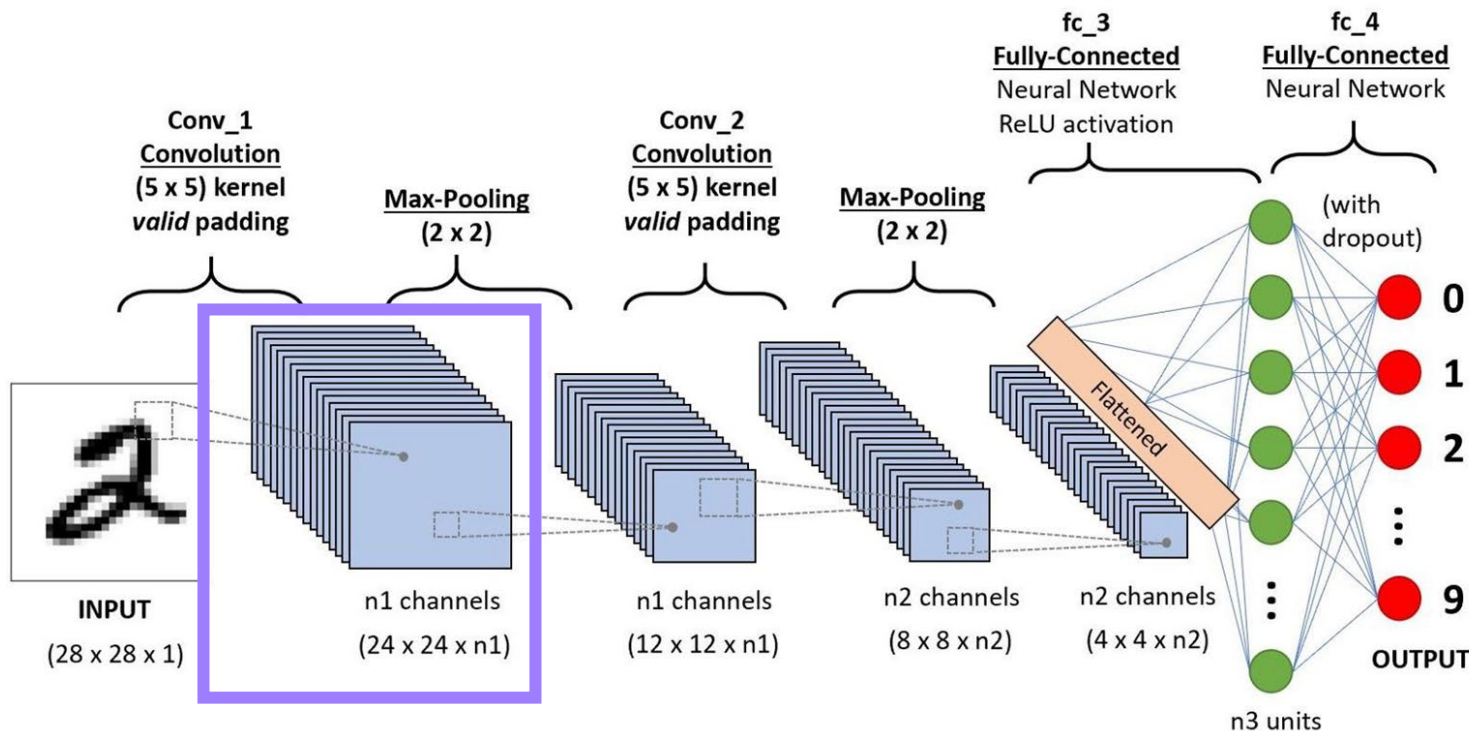 Conv_1
Convolution
(5 x 5) kernel
valid padding
Max-Pooling
(2 x 2)
Conv_2
Convolution
(5 x 5) kernel
valid padding
Max-Pooling
(2 x 2)
fc_3
Fully-Connected
Neural Network
ReLU activation
fc_4
Fully-Connected
Neural Network
(with
dropout)
2
INPUT
(28 x 28 x 1)
n1 channels
(24 x 24 x n1)
n1 channels
(12 x 12 x n1)
n2 channels
(8 x 8 x n2)
n2 channels
(4 x 4 x n2)
Flattened
n3 units
0
1
2
9
OUTPUT